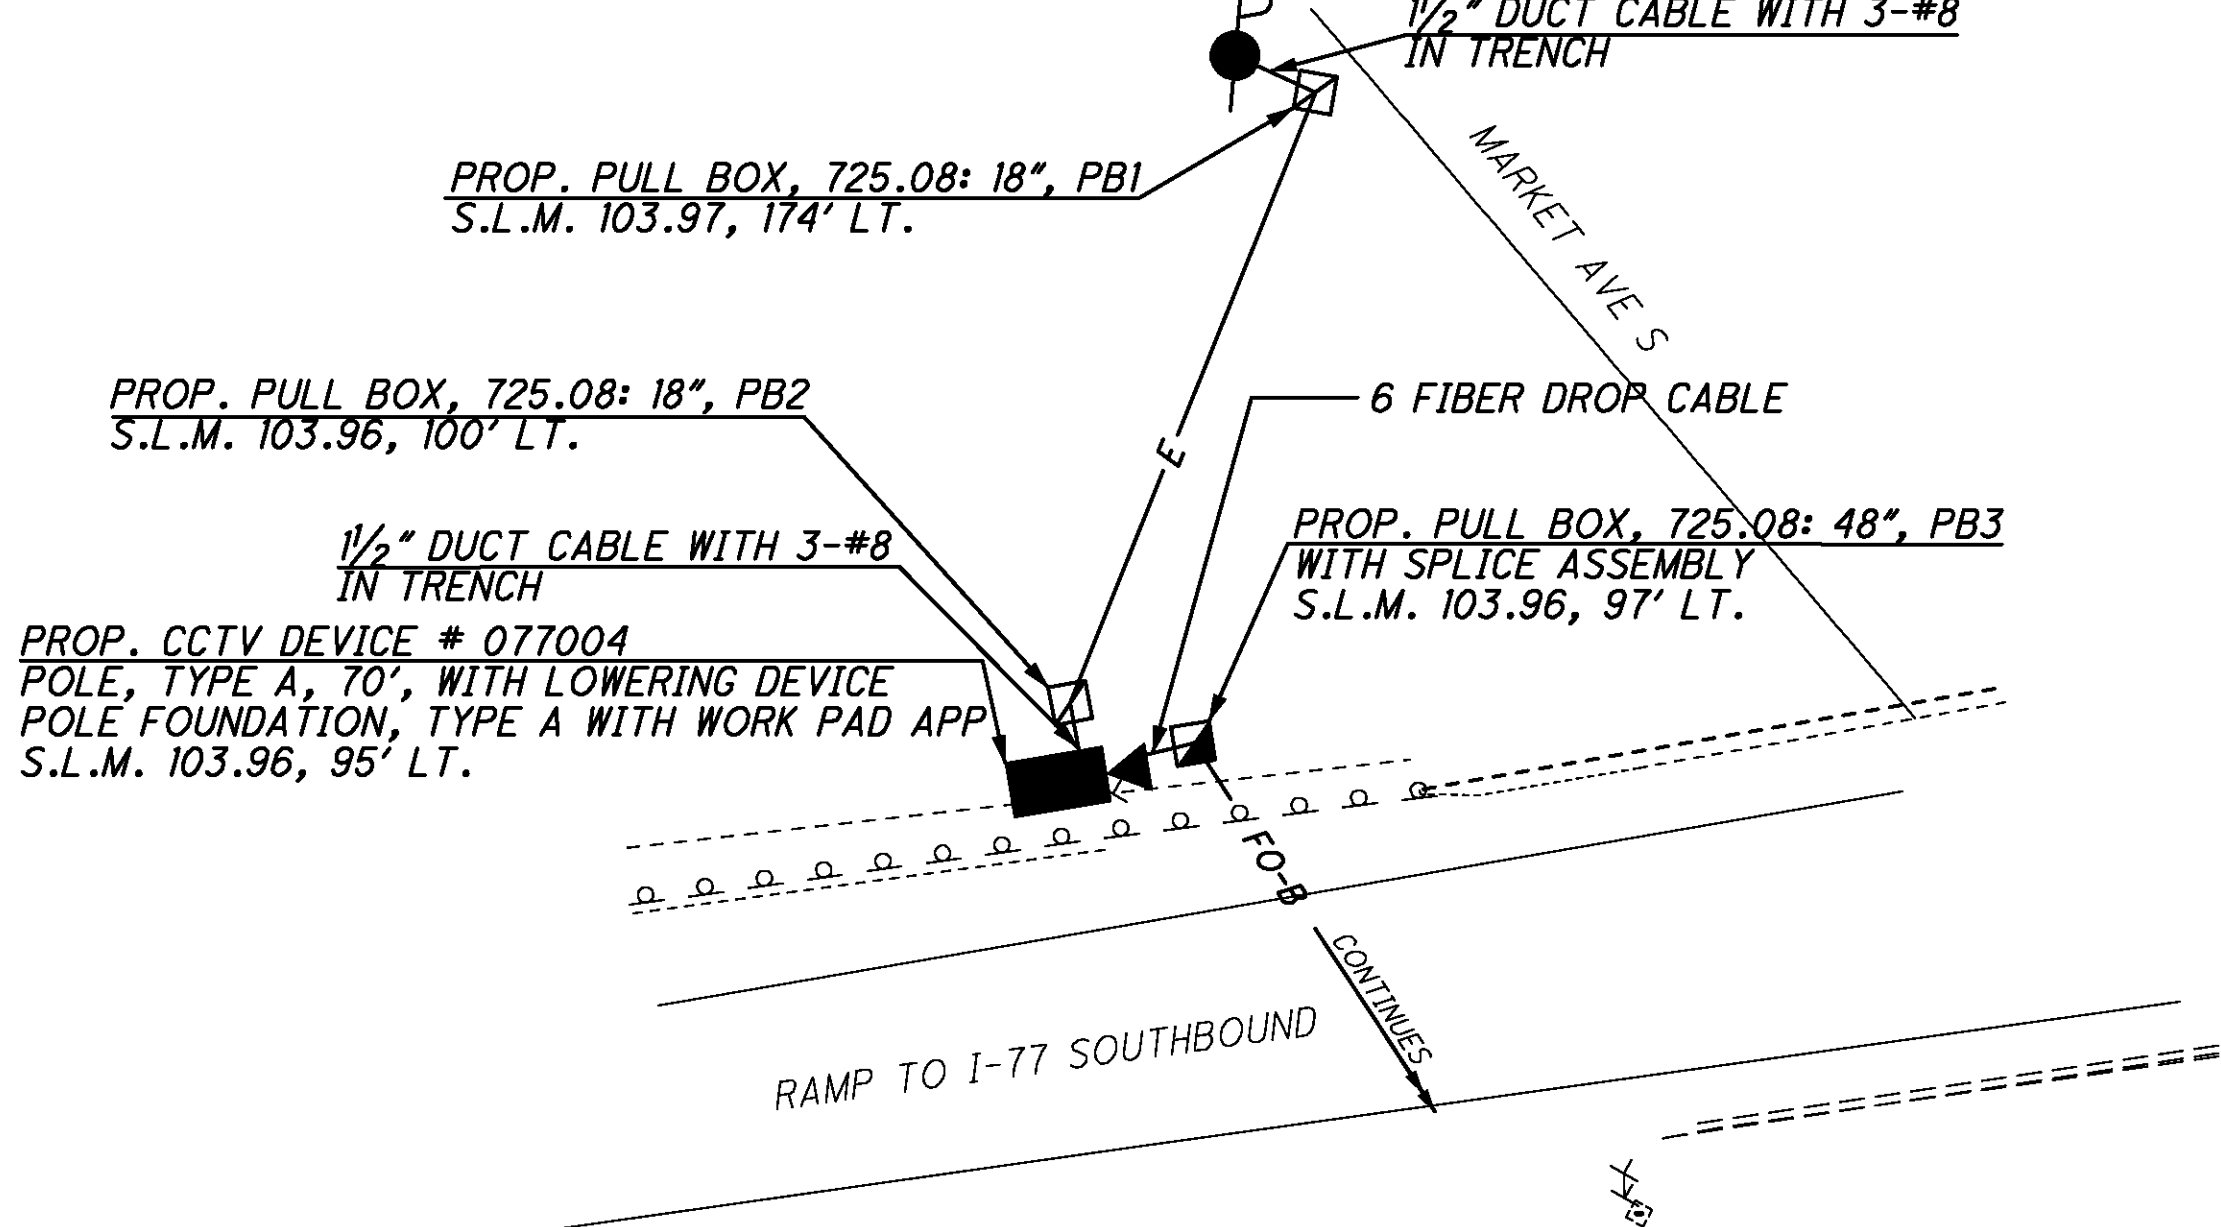 1½" DUCT CABLE WITH 3-#8
IN TRENCH
PROP. PULL BOX, 725.08: 18", PB1
S.L.M. 103.97, 174' LT.
MARKET AVE S
PROP. PULL BOX, 725.08: 18", PB2
S.L.M. 103.96, 100' LT.
6 FIBER DROP CABLE
E
1½" DUCT CABLE WITH 3-#8
IN TRENCH
PROP. PULL BOX, 725.08: 48", PB3
WITH SPLICE ASSEMBLY
S.L.M. 103.96, 97' LT.
PROP. CCTV DEVICE # 077004
POLE, TYPE A, 70', WITH LOWERING DEVICE
POLE FOUNDATION, TYPE A WITH WORK PAD APP
S.L.M. 103.96, 95' LT.
FO-B
CONTINUES
RAMP TO I-77 SOUTHBOUND